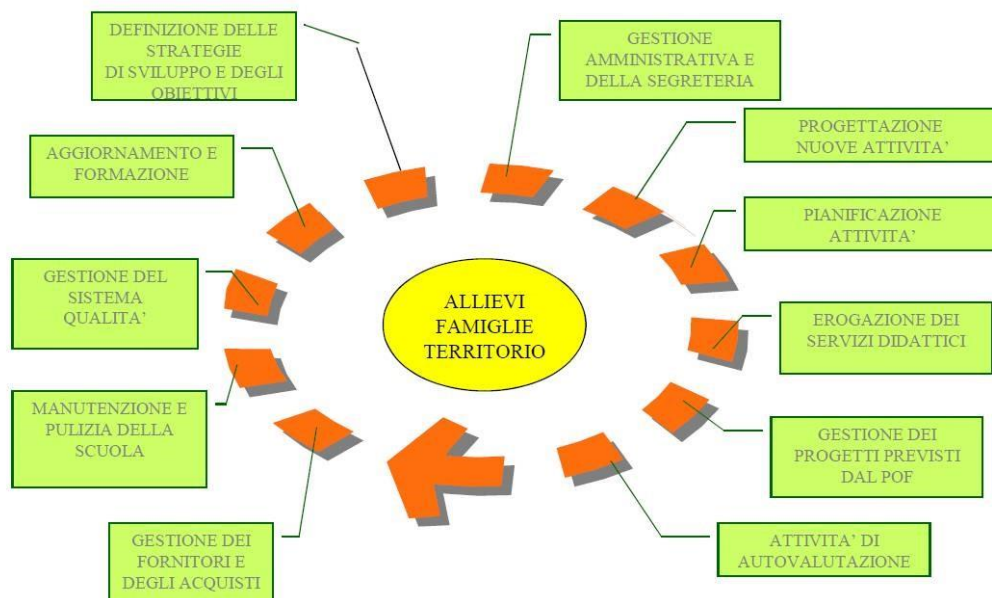 DEFINIZIONE DELLE
STRATEGIE
DI SVILUPPO E DEGLI
OBIETTIVI
GESTIONE
AMMINISTRATIVA E
DELLA SEGRETERIA
AGGIORNAMENTO E
FORMAZIONE
PROGETTAZIONE
NUOVE ATTIVITA’
PIANIFICAZIONE
ATTIVITA’
GESTIONE DEL
SISTEMA
QUALITA’
ALLIEVI
FAMIGLIE
TERRITORIO
EROGAZIONE DEI
SERVIZI DIDATTICI
MANUTENZIONE E
PULIZIA DELLA
SCUOLA
GESTIONE DEI
PROGETTI PREVISTI
DAL POF
GESTIONE DEI
FORNITORI E
DEGLI ACQUISTI
ATTIVITA’ DI
AUTOVALUTAZIONE